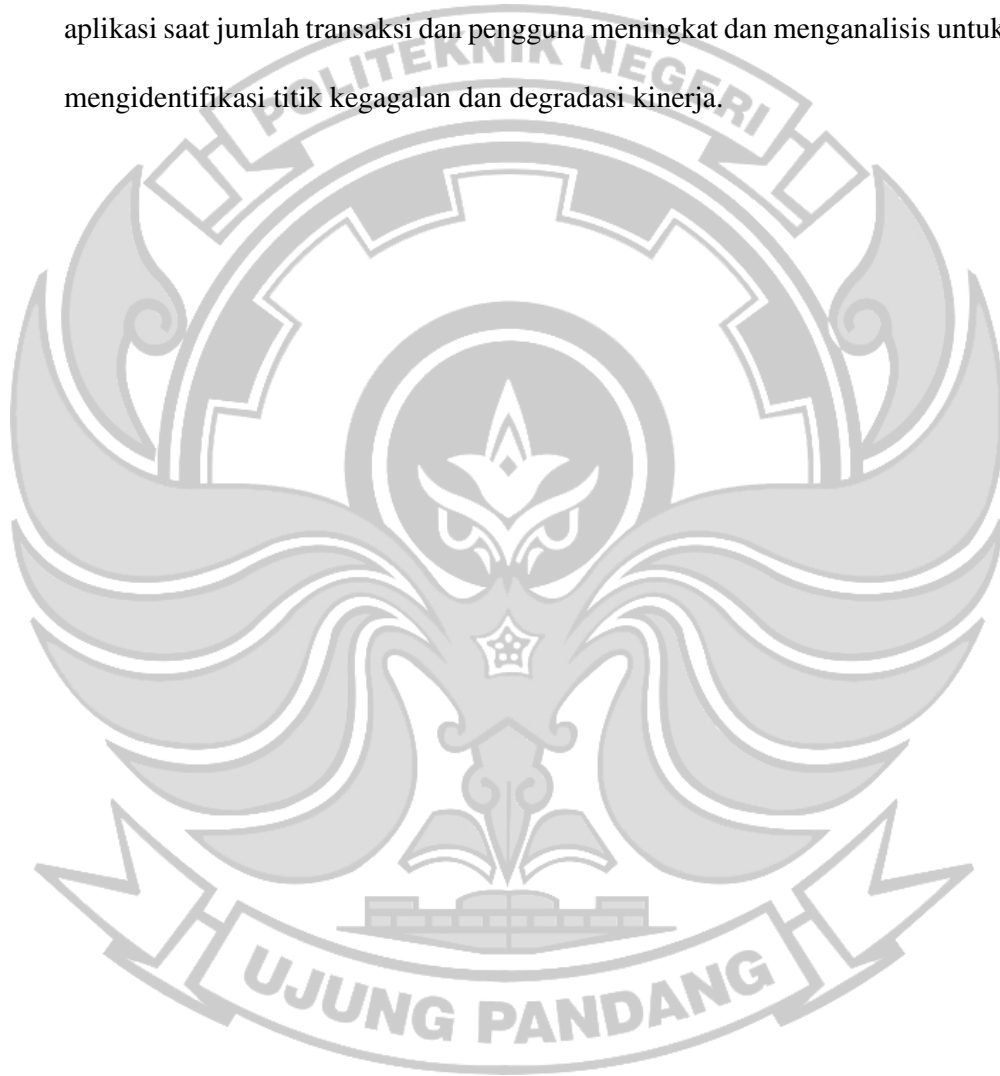 aplikasi saat jumlah transaksi dan pengguna meningkat dan menganalisis untuk
mengidentifikasi titik kegagalan dan degradasi kinerja.
POLITEKNIK NEGERI
UJUNG PANDANG